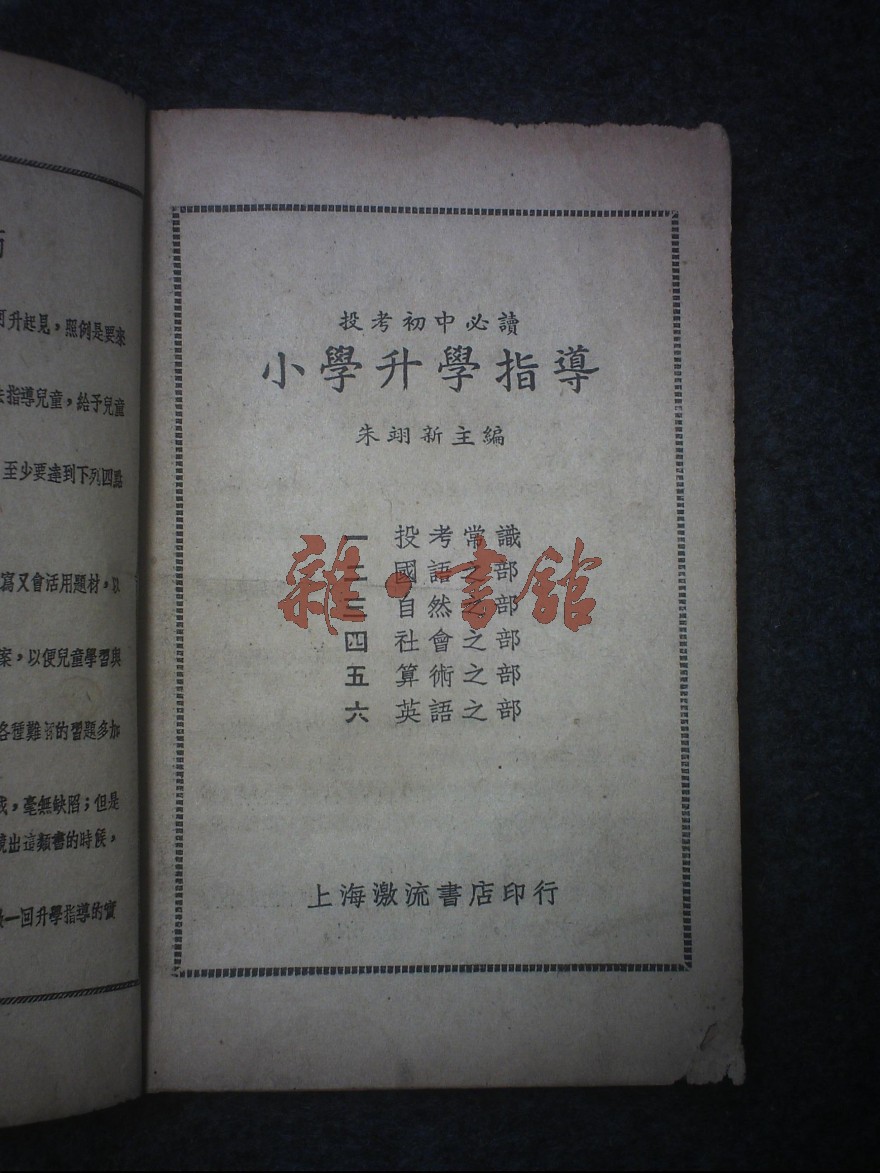 升起見，照例是要來
指導兒童，給予兒童
至少要達到下列四點
寫又會活用題材，以
案，以便兒童學習與
各種難
的習題多加
，毫無缺陷；但是
出這類書的時候，
一回升學指導的實
投考初中必讀
小學升學指導
朱翊新主編
一 投考常識
二 國語之部
三 自然之部
四 社會之部
五 算術之部
六 英語之部
雜·書館
上海激流書店印行